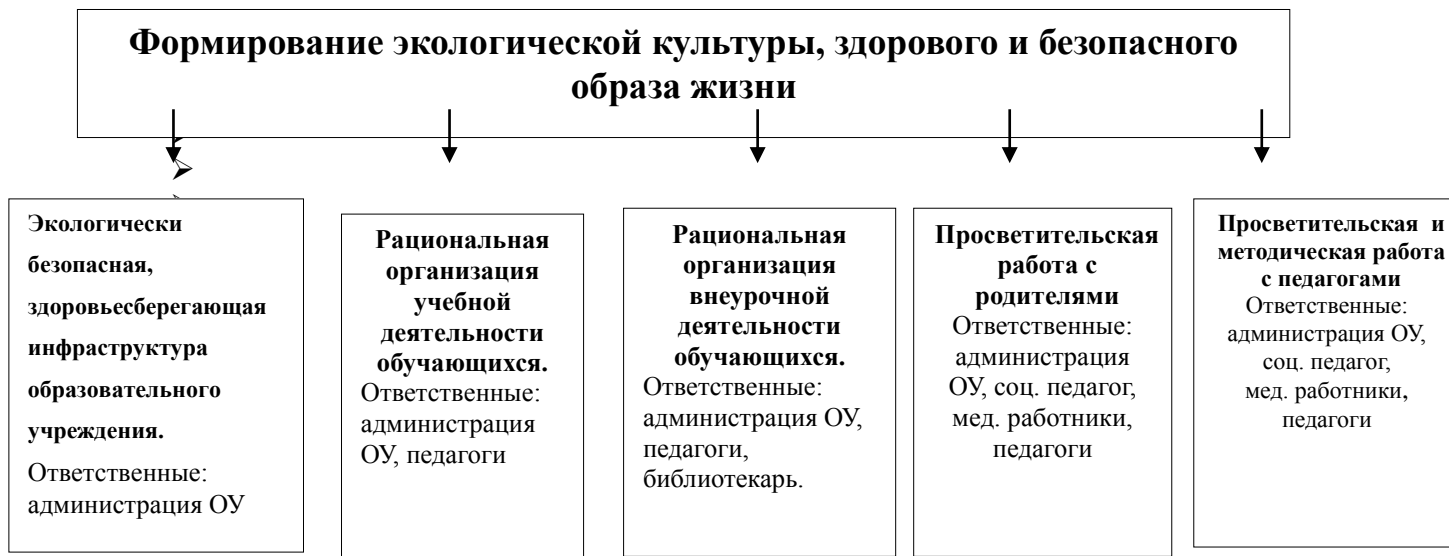 Формирование экологической культуры, здорового и безопасного
образа жизни
Экологически
безопасная,
здоровьесберегающая
инфраструктура
образовательного
учреждения.
Ответственные:
администрация ОУ
Рациональная
организация
учебной
деятельности
обучающихся.
Ответственные:
администрация
ОУ, педагоги
Рациональная
организация
внеурочной
деятельности
обучающихся.
Ответственные:
администрация ОУ,
педагоги,
библиотекарь.
Просветительская
работа с
родителями
Ответственные:
администрация
ОУ, соц. педагог,
мед. работники,
педагоги
Просветительская и
методическая работа
с педагогами
Ответственные:
администрация ОУ,
соц. педагог,
мед. работники,
педагоги